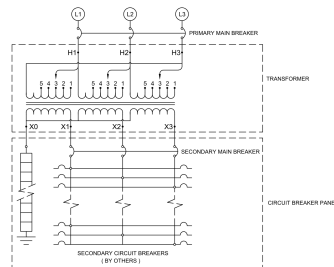 L1 L2 L3
PRIMARY MAIN BREAKER
H1 H2 H3
5 4 3 2 1 5 4 3 2 1 5 4 3 2 1
TRANSFORMER
X0 X1 X2 X3
SECONDARY MAIN BREAKER
CIRCUIT BREAKER PANE
SECONDARY CIRCUIT BREAKERS
( BY OTHERS )